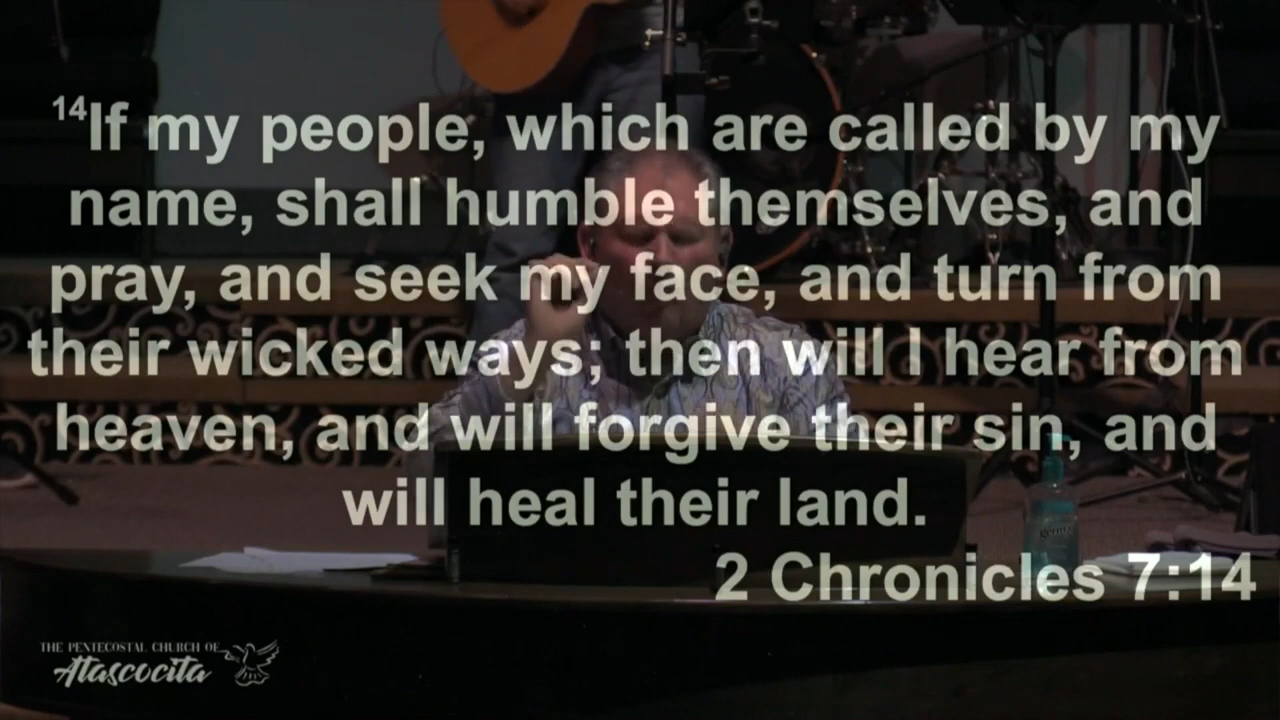 14If my people, which are called by my
name, shall humble themselves, and
pray, and seek my face, and turn from
their wicked ways; then will I hear from
heaven, and will forgive their sin, and
will heal their land.
2 Chronicles 7:14
THE PENTECOSTAL CHURCH OF
Atascocita